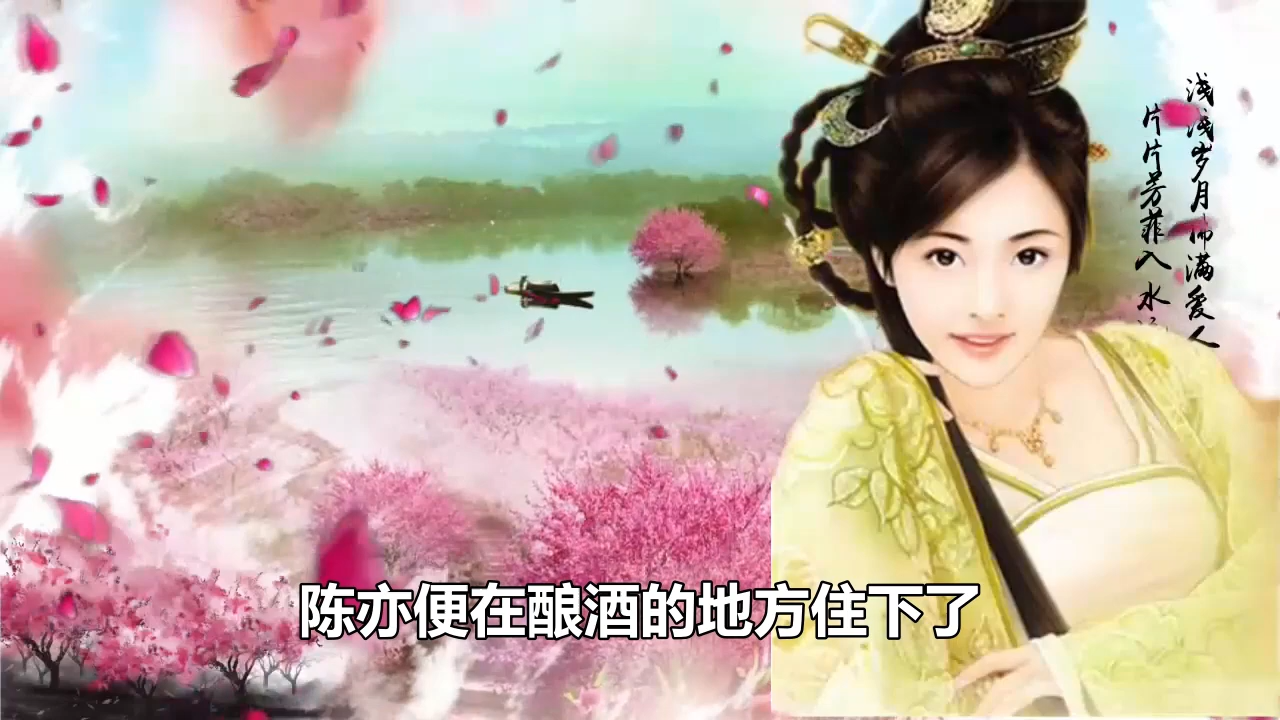 浅浅岁月
满爱人
片片芳菲入水
陈亦便在酿酒的地方住下了